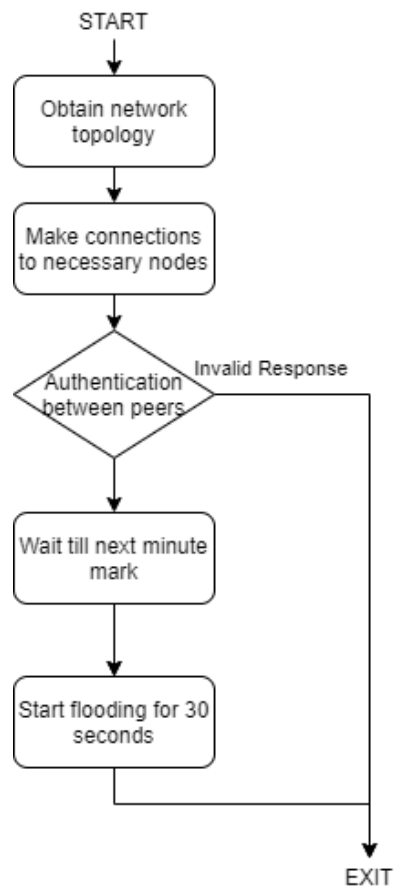 START
Obtain network
topology
Make connections
to necessary nodes
Invalid Response
Authentication
between peers
Wait till next minute
mark
Start flooding for 30
seconds
EXIT